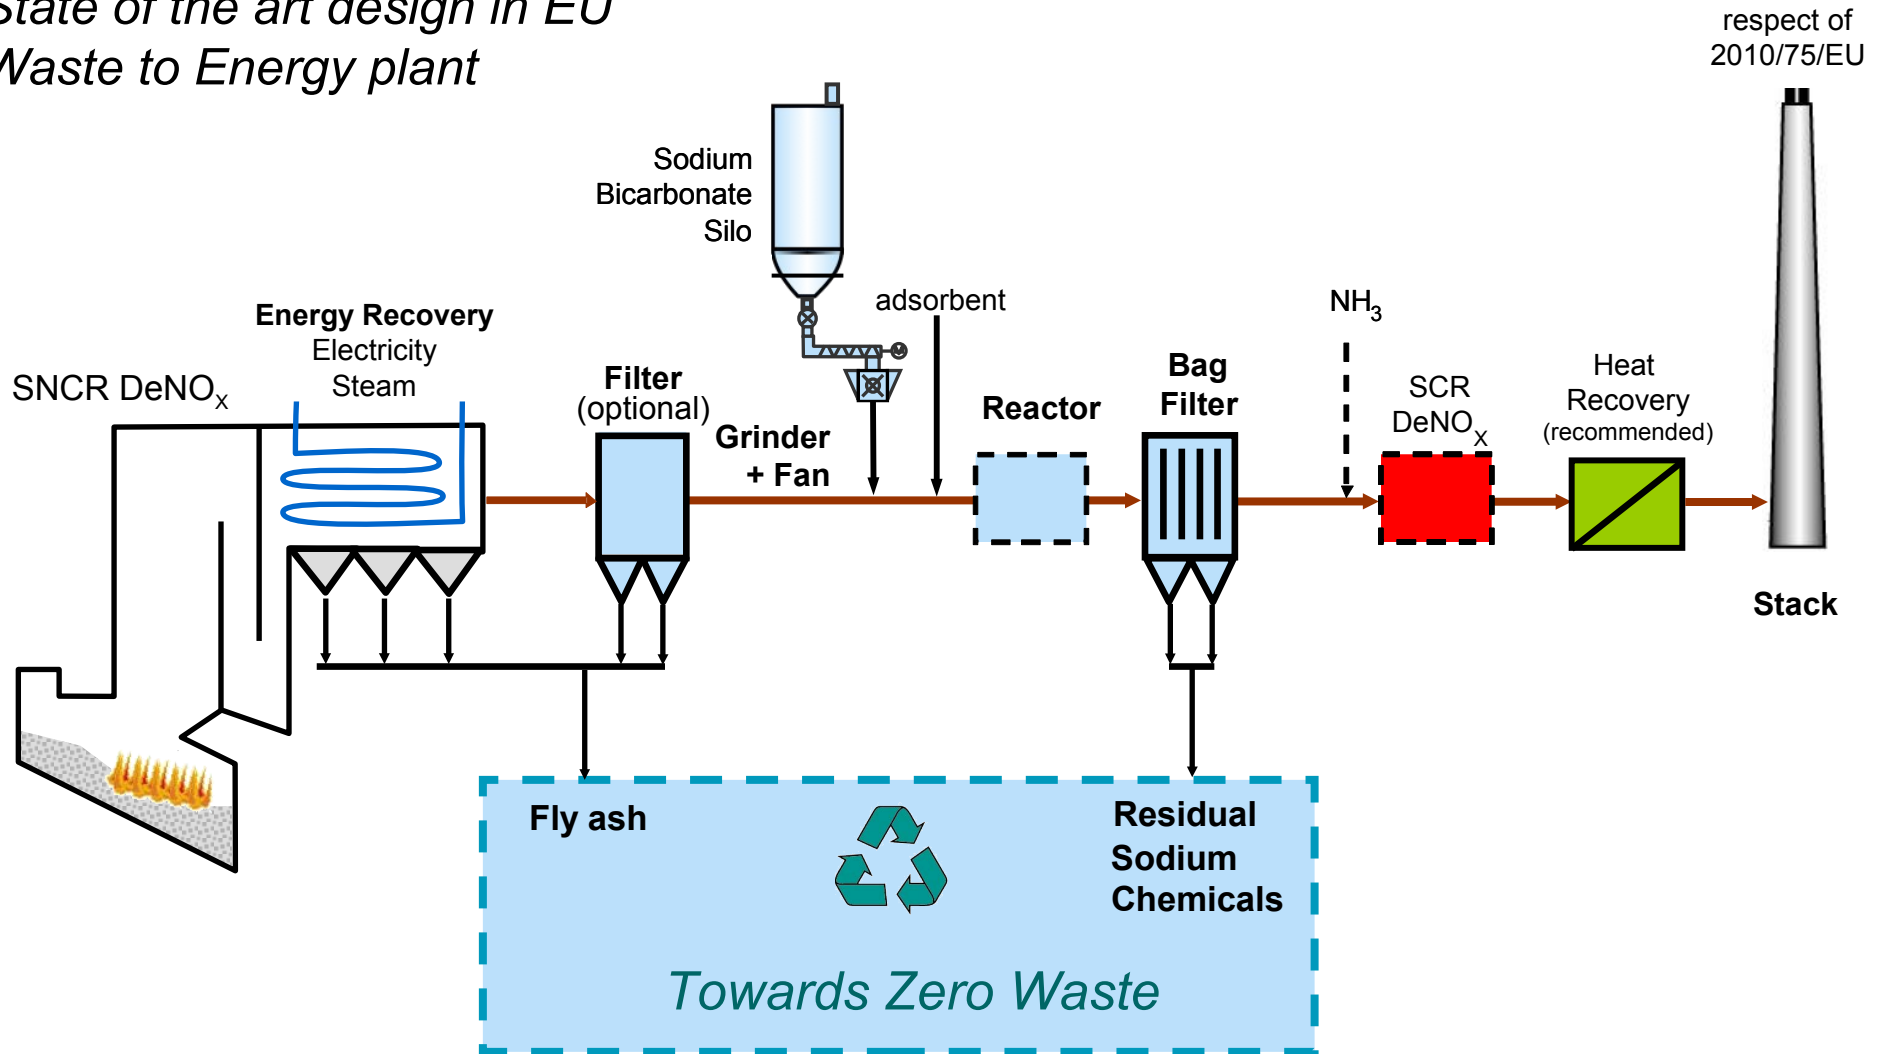 State of the art design in EU
Waste to Energy plant
respect of
2010/75/EU
Sodium
Bicarbonate
Silo
adsorbent
NH3
Energy Recovery
Electricity
Steam
SNCR DeNOX
Filter
(optional)
Grinder
+ Fan
Reactor
Bag
Filter
SCR
DeNOX
Heat
Recovery
(recommended)
Stack
Fly ash
Residual
Sodium
Chemicals
Towards Zero Waste